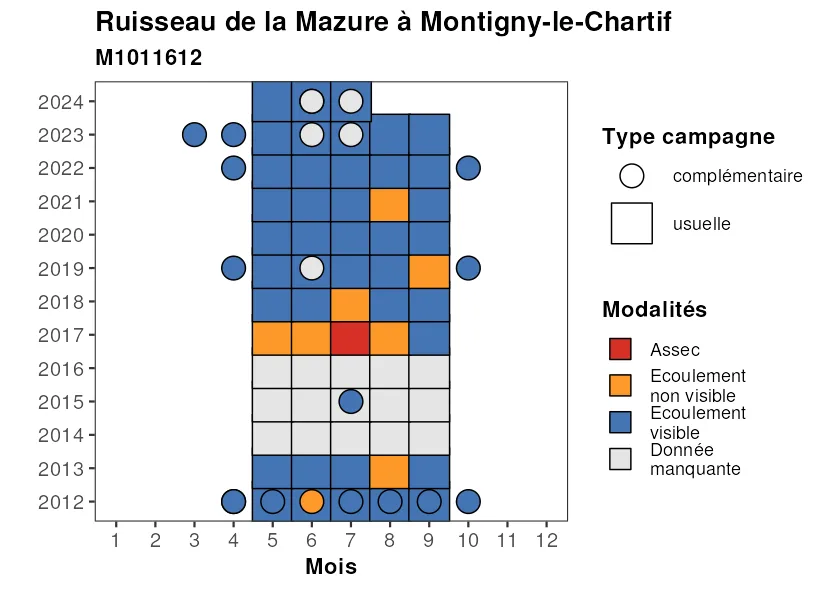 Ruisseau de la Mazure à Montigny-le-Chartif
M1011612
2024
2023
2022
2021
2020
2019
2018
2017
2016
2015
2014
2013
2012
1 2 3 4 5 6 7 8 9 10 11 12
Mois
Type campagne
complémentaire
usuelle
Modalités
Assec
Ecoulement
non visible
Ecoulement
visible
Donnée
manquante